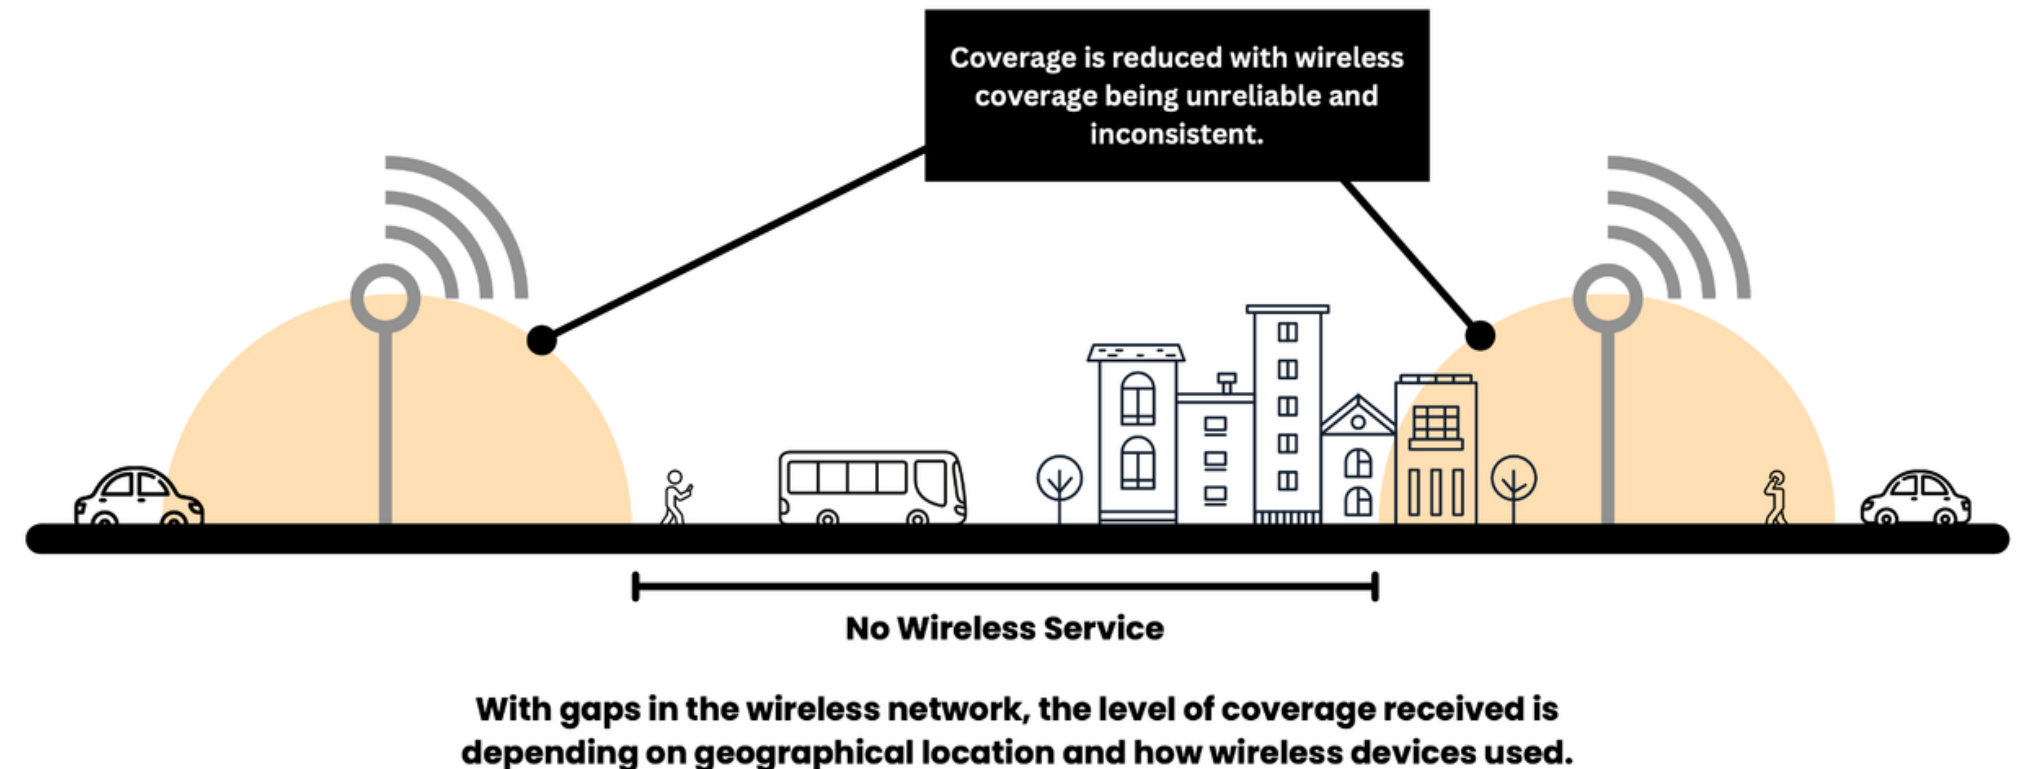 Coverage is reduced with wireless
coverage being unreliable and
inconsistent.
No Wireless Service
With gaps in the wireless network, the level of coverage received is
depending on geographical location and how wireless devices used.